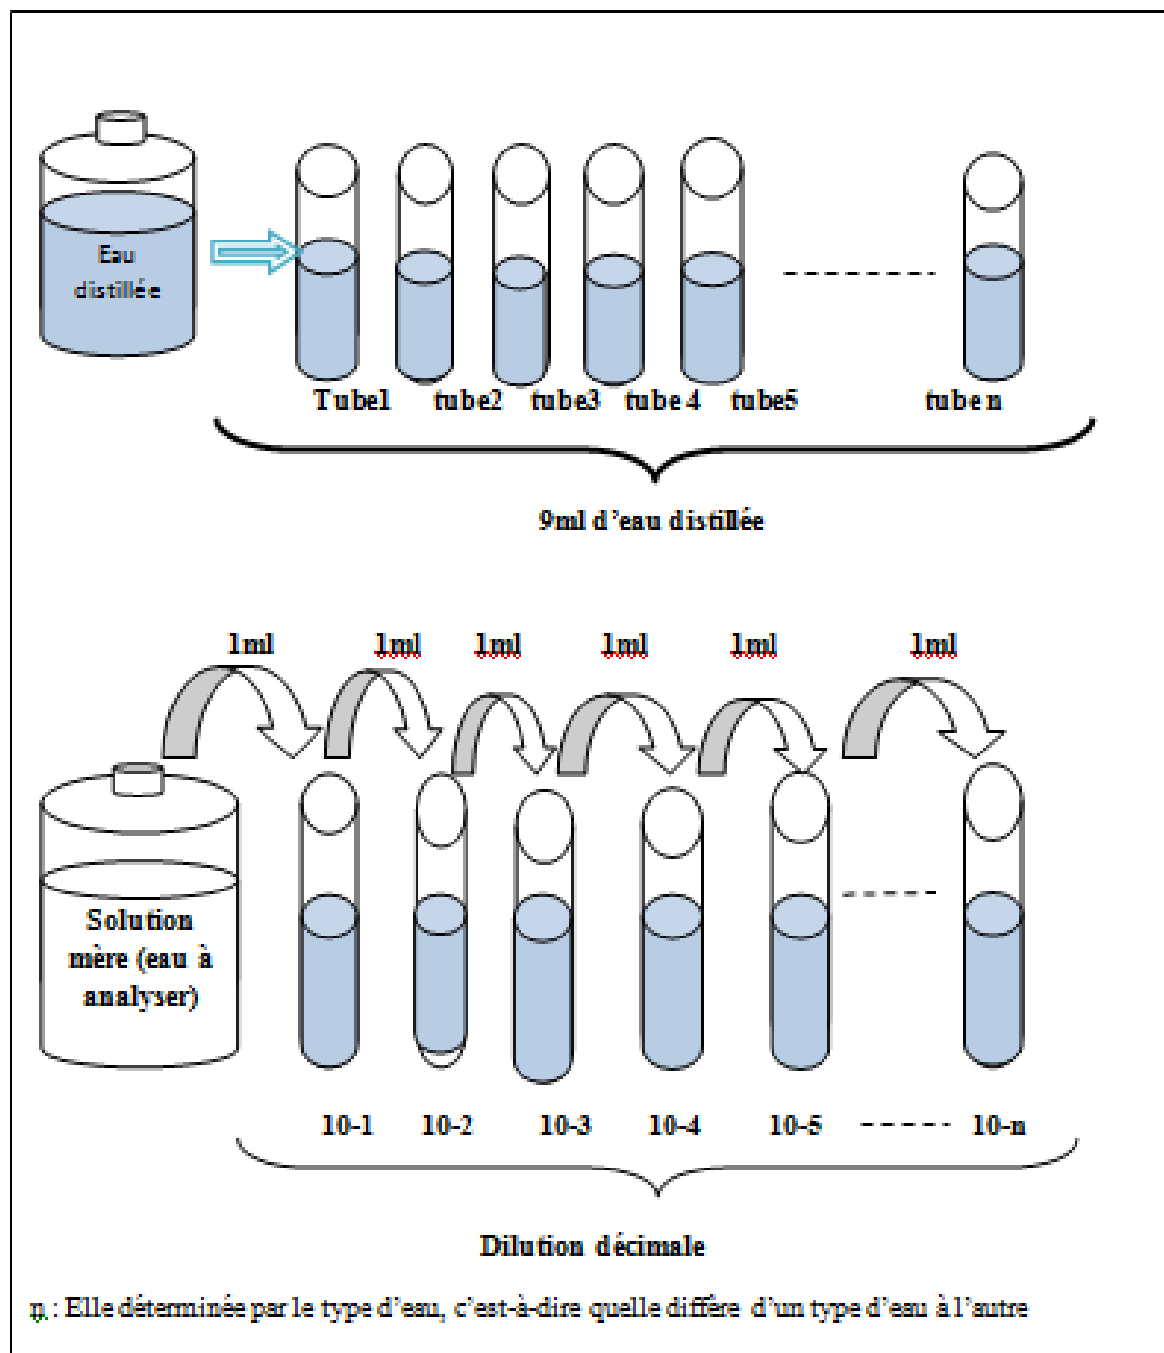 Eau
distillée
Tube1 tube2 tube3 tube 4 tube5 tube n
9ml d’eau distillée
1ml 1ml 1ml 1ml 1ml 1ml
Solution
mère (eau à
analyser)
10-1 10-2 10-3 10-4 10-5 ------ 10-n
Dilution décimale
n : Elle déterminée par le type d’eau, c’est-à-dire quelle diffère d’un type d’eau à l’autre